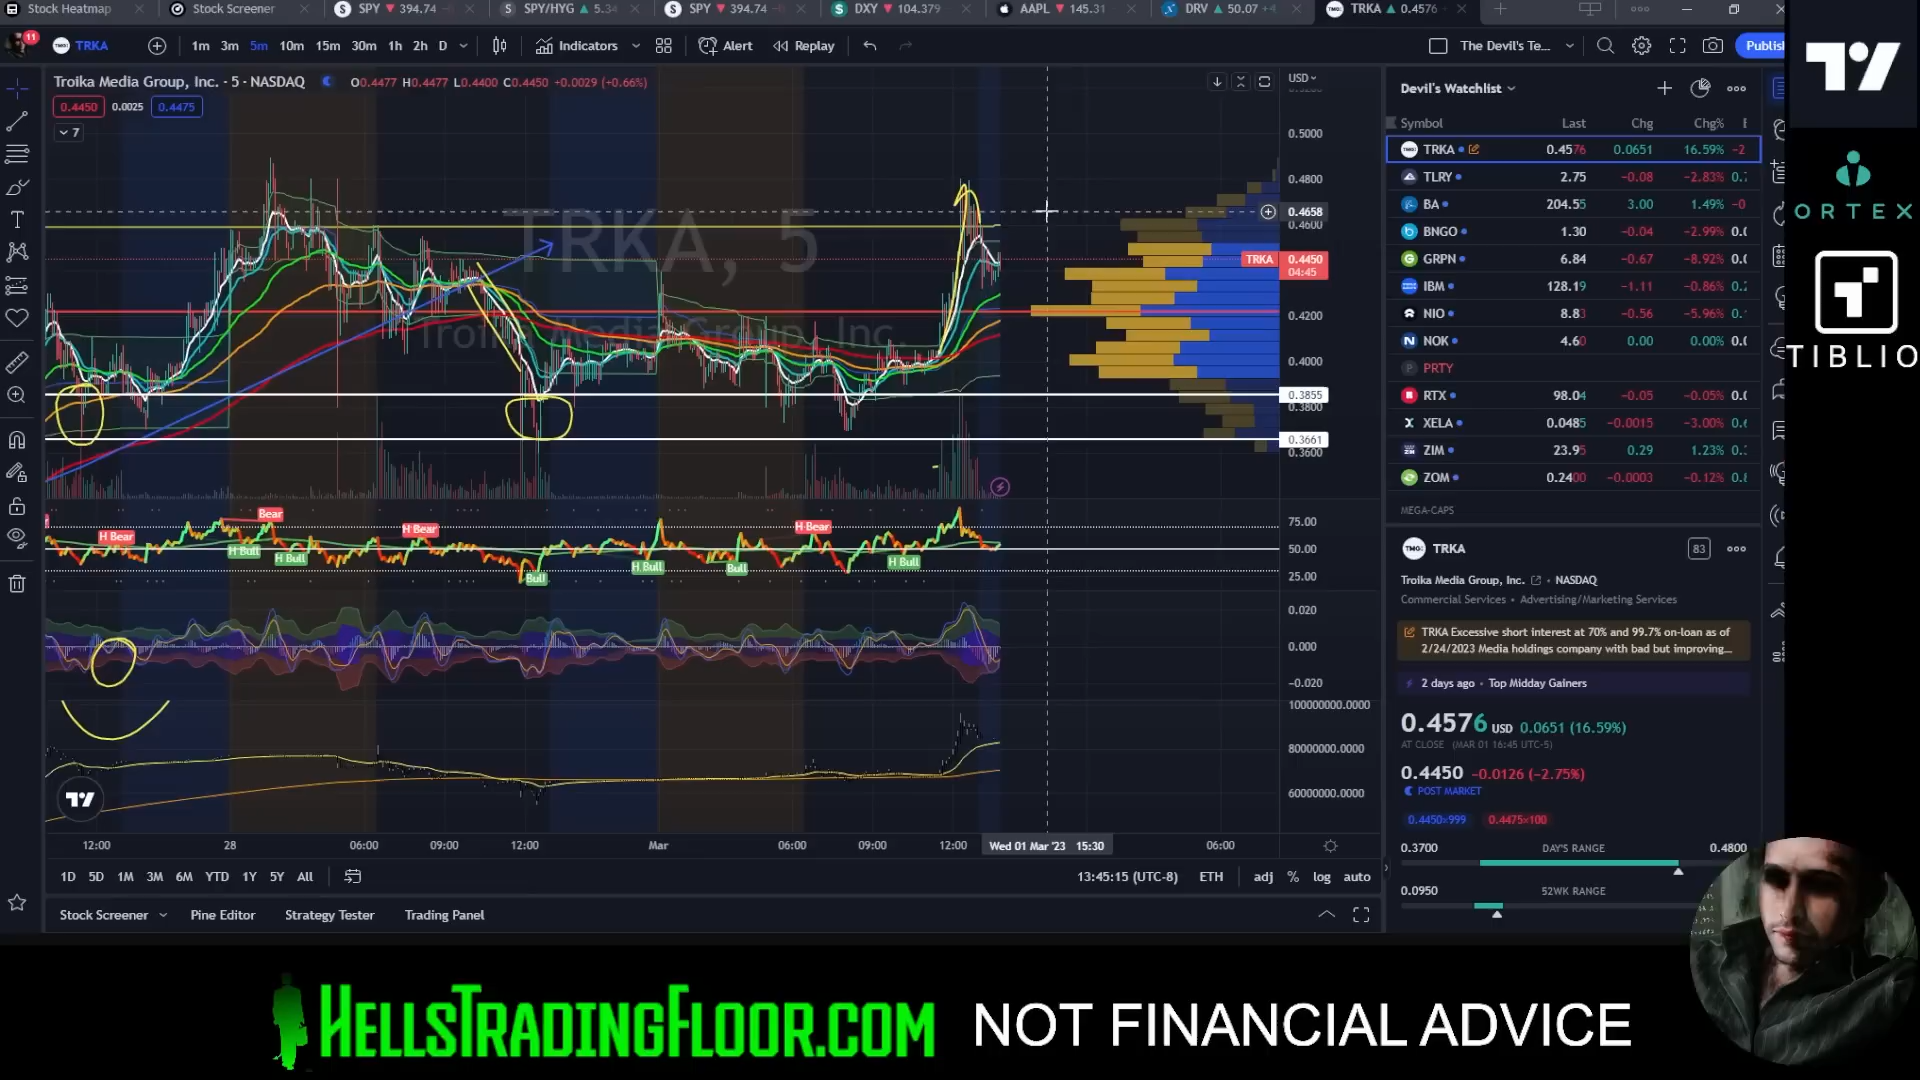 Stock Heatmap
Stock Screener
SPY ▼ 394.74
SPY/HYG ▲ 5.34
SPY ▼ 394.74
DXY ▼ 104.379
AAPL ▼ 145.31
DRV ▲ 50.07
TRKA ▲ 0.4576
11
TRKA
1m 3m 5m 10m 15m 30m 1h 2h D
Indicators
Alert
Replay
The Devil's Te...
Publish
Troika Media Group, Inc. · 5 · NASDAQ
O0.4477 H0.4477 L0.4400 C0.4450 +0.0029 (+0.66%)
0.4450 0.0025 0.4475
7
TRKA, 5
Troika Media Group, Inc.
USD
0.5000
0.4800
0.4658
0.4600
TRKA 0.4450
04:45
0.4200
0.4000
0.3855
0.3800
0.3661
0.3600
H Bear
Bear
H Bull
H Bull
H Bear
Bull
H Bull
Bull
H Bear
H Bull
75.00
50.00
25.00
0.020
0.000
−0.020
100000000.0000
80000000.0000
60000000.0000
12:00 28 06:00 09:00 12:00 Mar 06:00 09:00 12:00 Wed 01 Mar '23 15:30 06:00
1D 5D 1M 3M 6M YTD 1Y 5Y All
13:45:15 (UTC-8) ETH adj % log auto
Stock Screener Pine Editor Strategy Tester Trading Panel
Devil's Watchlist
Symbol Last Chg Chg%
TRKA 0.4576 0.0651 16.59%
TLRY 2.75 −0.08 −2.83%
BA 204.55 3.00 1.49%
BNGO 1.30 −0.04 −2.99%
GRPN 6.84 −0.67 −8.92%
IBM 128.19 −1.11 −0.86%
NIO 8.83 −0.56 −5.96%
NOK 4.60 0.00 0.00%
PRTY
RTX 98.04 −0.05 −0.05%
XELA 0.0485 −0.0015 −3.00%
ZIM 23.95 0.29 1.23%
ZOM 0.2400 −0.0003 −0.12%
MEGA-CAPS
TRKA
83
Troika Media Group, Inc. • NASDAQ
Commercial Services • Advertising/Marketing Services
TRKA Excessive short interest at 70% and 99.7% on-loan as of
2/24/2023 Media holdings company with bad but improving...
2 days ago • Top Midday Gainers
0.4576 USD 0.0651 (16.59%)
AT CLOSE (MAR 01 16:45 UTC-5)
0.4450 −0.0126 (−2.75%)
POST MARKET
0.4450×999 0.4475×100
0.3700 DAY'S RANGE 0.4800
0.0950 52WK RANGE
ORTEX
TIBLIO
HELLSTRADINGFLOOR.COM
NOT FINANCIAL ADVICE